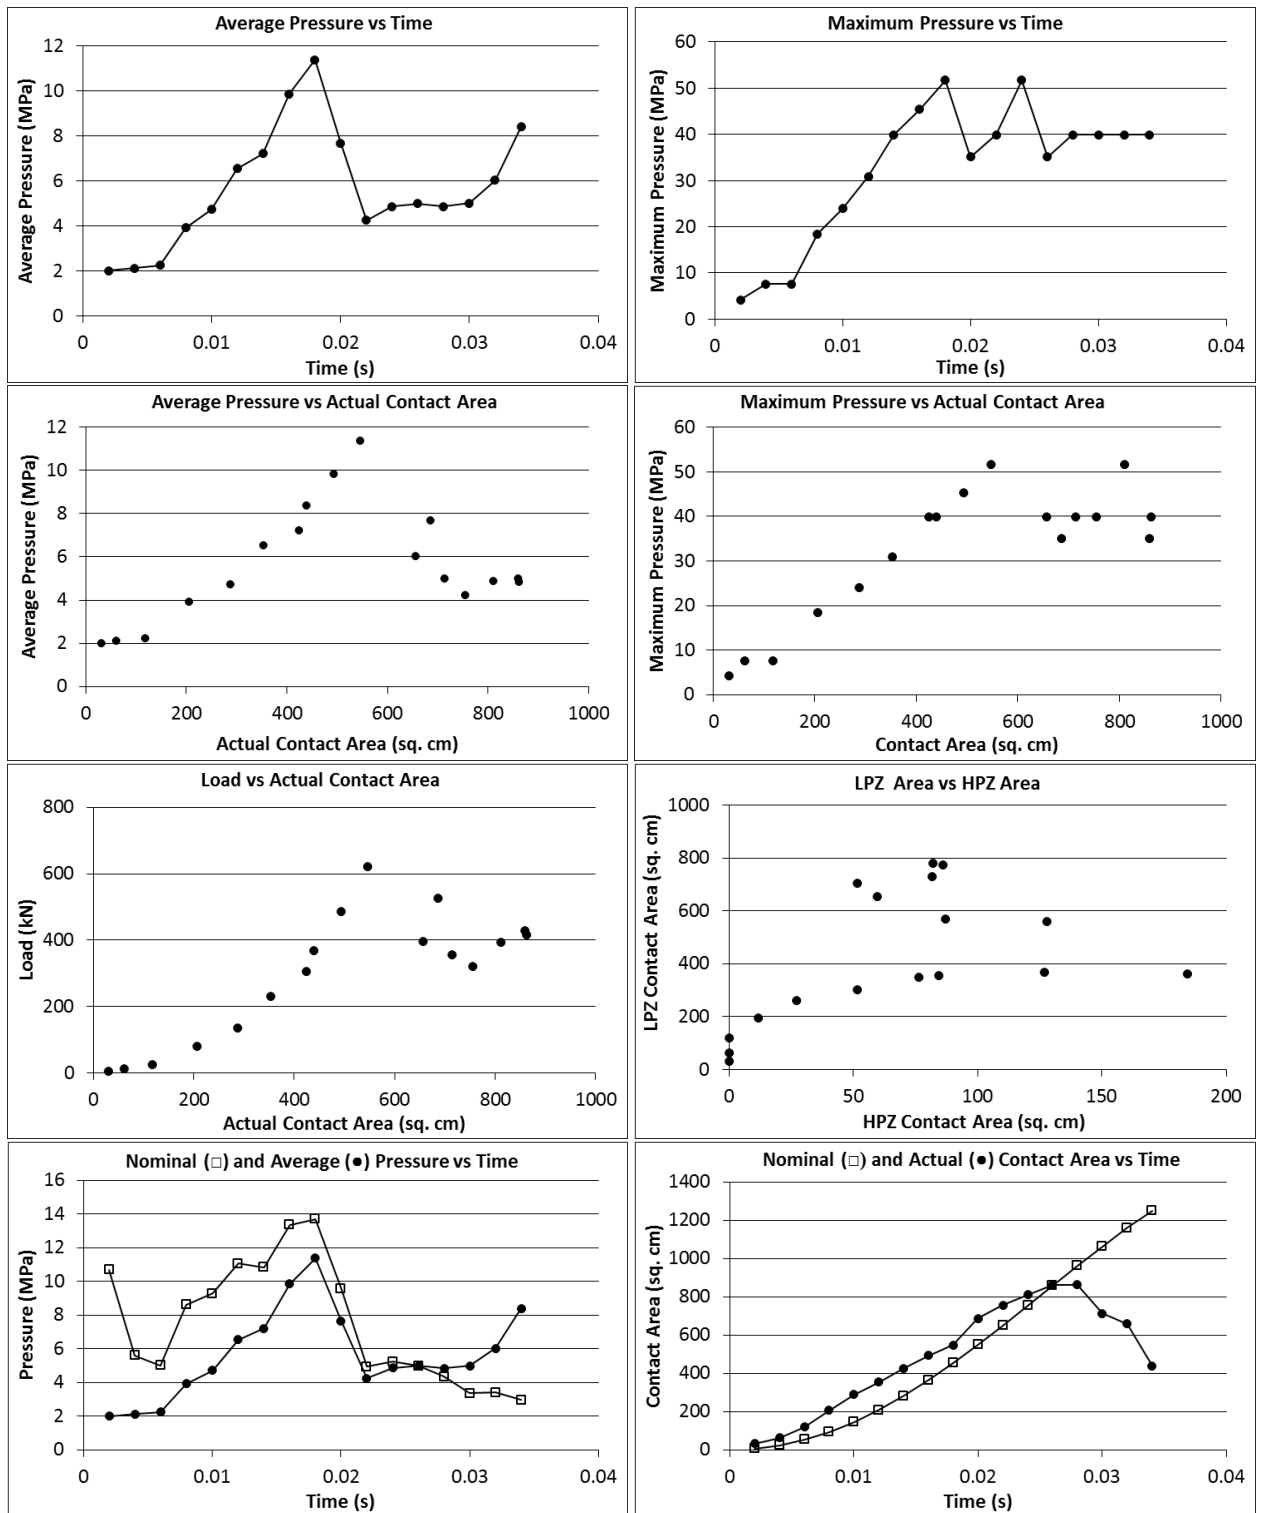 Average Pressure vs Time
Average Pressure (MPa)
12
10
8
6
4
2
0
0 0.01 0.02 0.03 0.04
Time (s)
Maximum Pressure vs Time
Maximum Pressure (MPa)
60
50
40
30
20
10
0
0 0.01 0.02 0.03 0.04
Time (s)
Average Pressure vs Actual Contact Area
Average Pressure (MPa)
12
10
8
6
4
2
0
0 200 400 600 800 1000
Actual Contact Area (sq. cm)
Maximum Pressure vs Actual Contact Area
Maximum Pressure (MPa)
60
50
40
30
20
10
0
0 200 400 600 800 1000
Contact Area (sq. cm)
Load vs Actual Contact Area
Load (kN)
800
600
400
200
0
0 200 400 600 800 1000
Actual Contact Area (sq. cm)
LPZ Area vs HPZ Area
LPZ Contact Area (sq. cm)
1000
800
600
400
200
0
0 50 100 150 200
HPZ Contact Area (sq. cm)
Nominal (□) and Average (●) Pressure vs Time
Pressure (MPa)
16
14
12
10
8
6
4
2
0
0 0.01 0.02 0.03 0.04
Time (s)
Nominal (□) and Actual (●) Contact Area vs Time
Contact Area (sq. cm)
1400
1200
1000
800
600
400
200
0
0 0.01 0.02 0.03 0.04
Time (s)